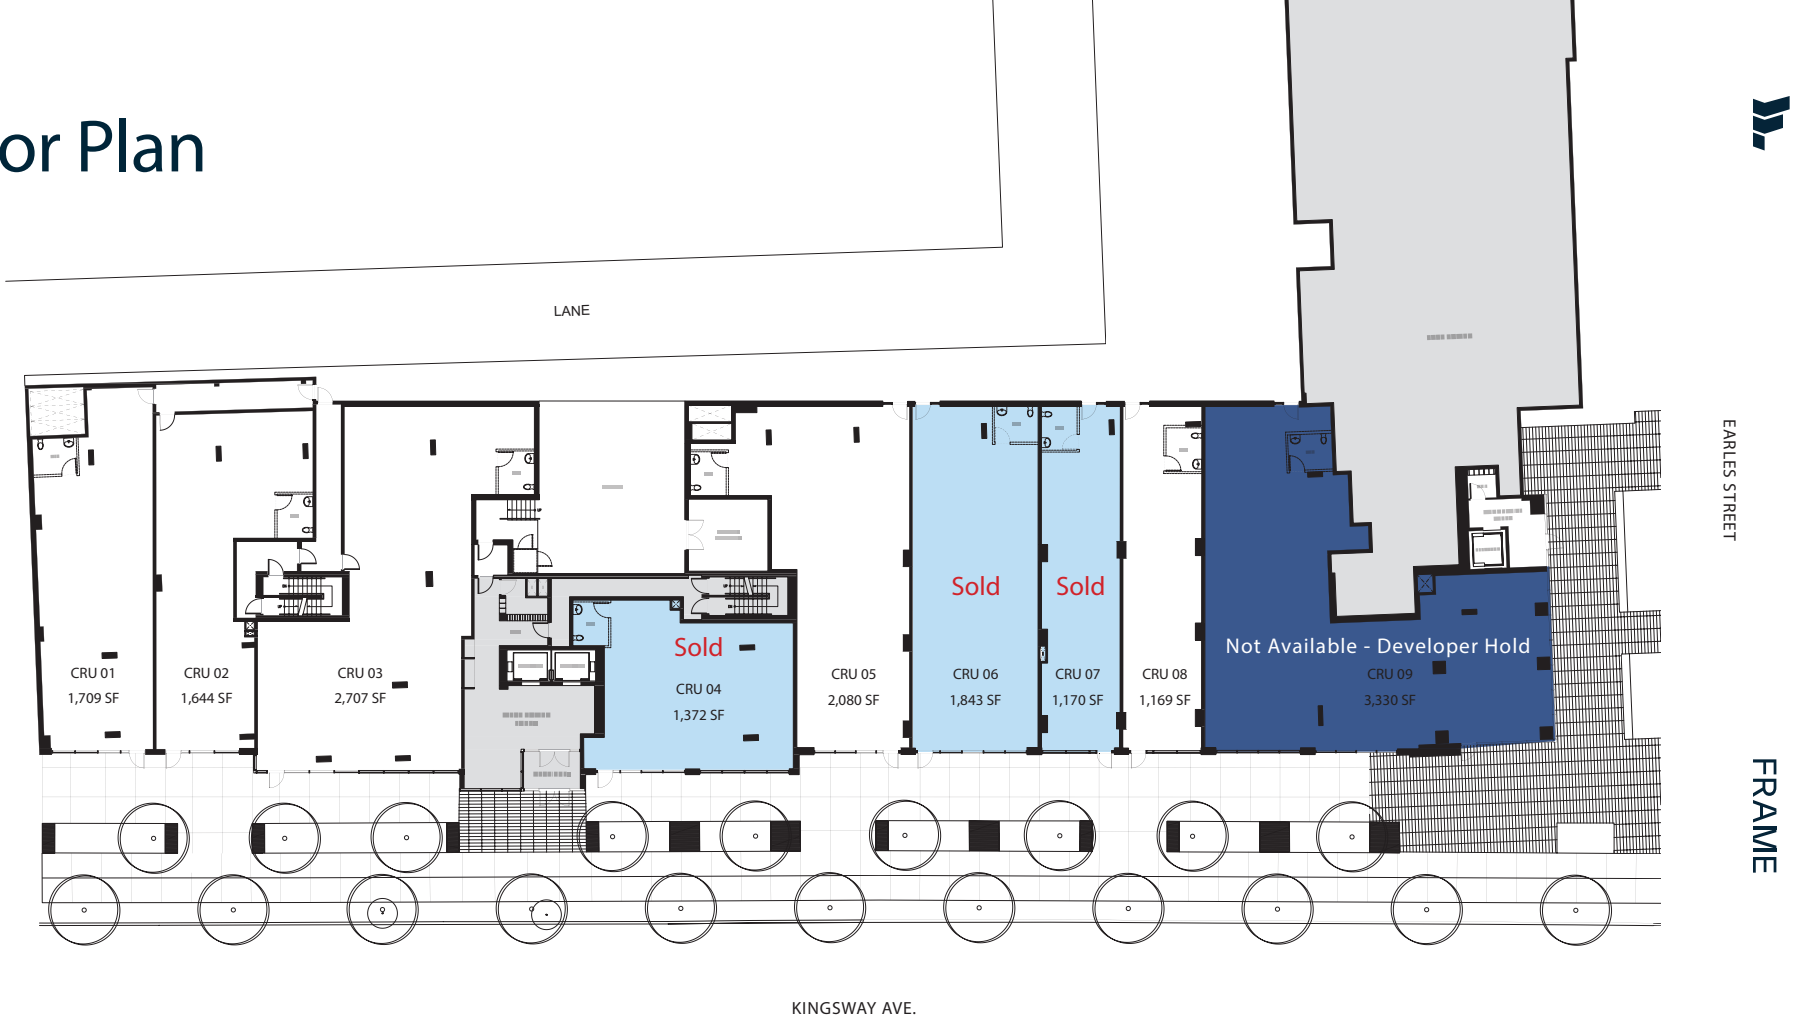 or Plan
LANE
EARLES STREET
Sold
Sold
Sold
Not Available - Developer Hold
CRU 01
1,709 SF
CRU 02
1,644 SF
CRU 03
2,707 SF
CRU 04
1,372 SF
CRU 05
2,080 SF
CRU 06
1,843 SF
CRU 07
1,170 SF
CRU 08
1,169 SF
CRU 09
3,330 SF
FRAME
KINGSWAY AVE.